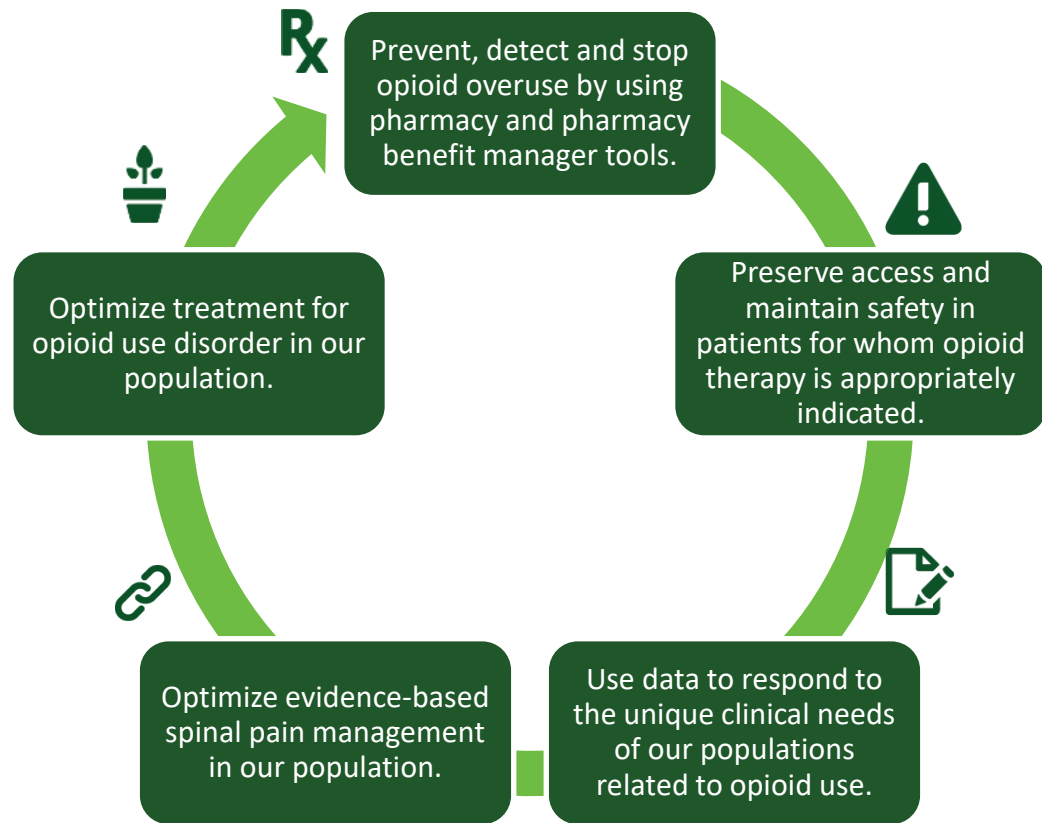 Rx
Prevent, detect and stop
opioid overuse by using
pharmacy and pharmacy
benefit manager tools.
Preserve access and
maintain safety in
patients for whom opioid
therapy is appropriately
indicated.
Use data to respond to
the unique clinical needs
of our populations
related to opioid use.
Optimize evidence-based
spinal pain management
in our population.
Optimize treatment for
opioid use disorder in our
population.